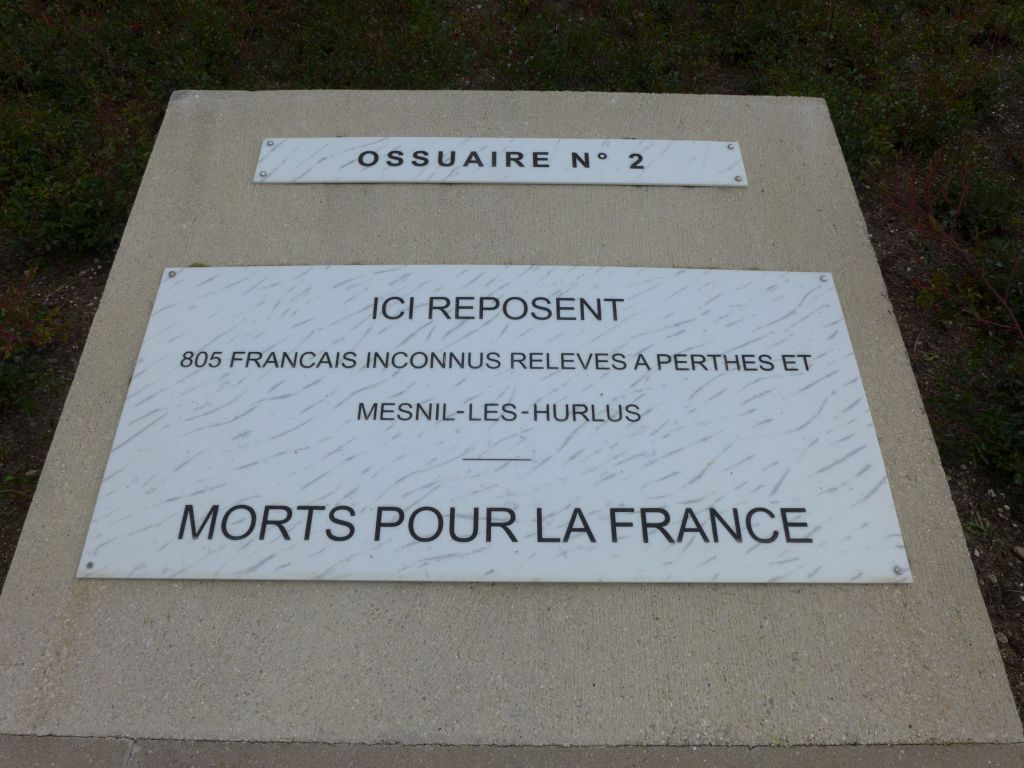 OSSUAIRE N° 2
ICI REPOSENT
805 FRANCAIS INCONNUS RELEVES A PERTHES ET
MESNIL-LES-HURLUS
MORTS POUR LA FRANCE